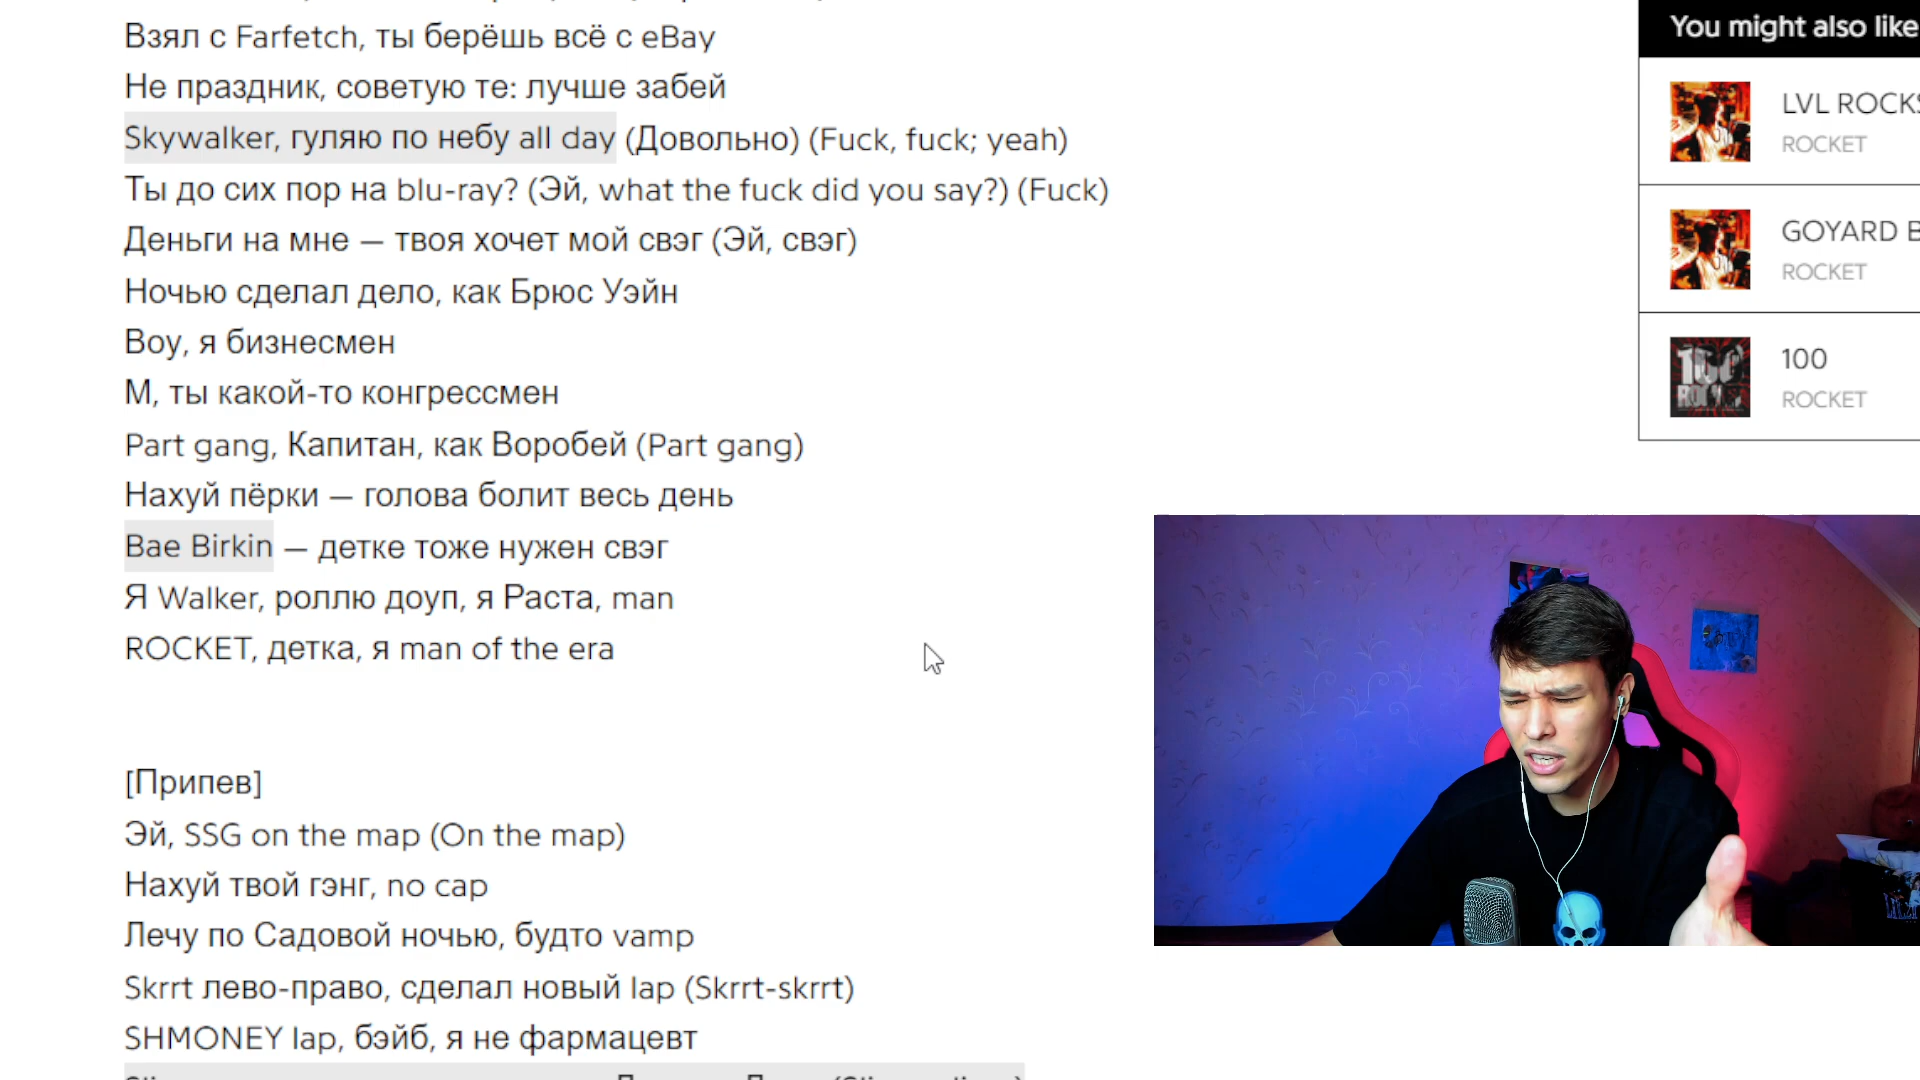 Взял с Farfetch, ты берёшь всё с eBay
Не праздник, советую те: лучше забей
Skywalker, гуляю по небу all day (Довольно) (Fuck, fuck; yeah)
Ты до сих пор на blu-ray? (Эй, what the fuck did you say?) (Fuck)
Деньги на мне — твоя хочет мой свэг (Эй, свэг)
Ночью сделал дело, как Брюс Уэйн
Воу, я бизнесмен
М, ты какой-то конгрессмен
Part gang, Капитан, как Воробей (Part gang)
Нахуй пёрки — голова болит весь день
Bae Birkin — детке тоже нужен свэг
Я Walker, роллю доуп, я Раста, man
ROCKET, детка, я man of the era
[Припев]
Эй, SSG on the map (On the map)
Нахуй твой гэнг, no cap
Лечу по Садовой ночью, будто vamp
Skrrt лево-право, сделал новый lap (Skrrt-skrrt)
SHMONEY lap, бэйб, я не фармацевт
You might also like
LVL ROCKS
ROCKET
GOYARD B
ROCKET
100
ROCKET